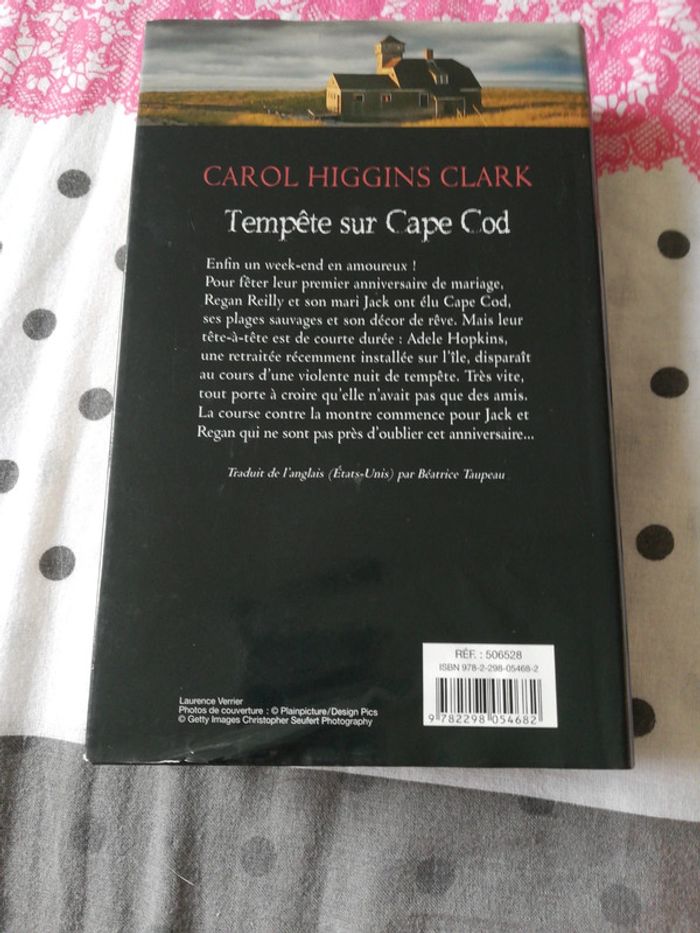 CAROL HIGGINS CLARK
Tempête sur Cape Cod
Enfin un week-end en amoureux !
Pour fêter leur premier anniversaire de mariage,
Regan Reilly et son mari Jack ont élu Cape Cod,
ses plages sauvages et son décor de rêve. Mais leur
tête-à-tête est de courte durée : Adele Hopkins,
une retraitée récemment installée sur l'île, disparaît
au cours d'une violente nuit de tempête. Très vite,
tout porte à croire qu'elle n'avait pas que des amis.
La course contre la montre commence pour Jack et
Regan qui ne sont pas près d'oublier cet anniversaire...
Traduit de l'anglais (États-Unis) par Béatrice Taupeau
RÉF. : 506528
ISBN 978-2-298-05468-2
9 782298 054682
Laurence Verrier
Photos de couverture : © Plainpicture/Design Pics
© Getty Images Christopher Seufert Photography